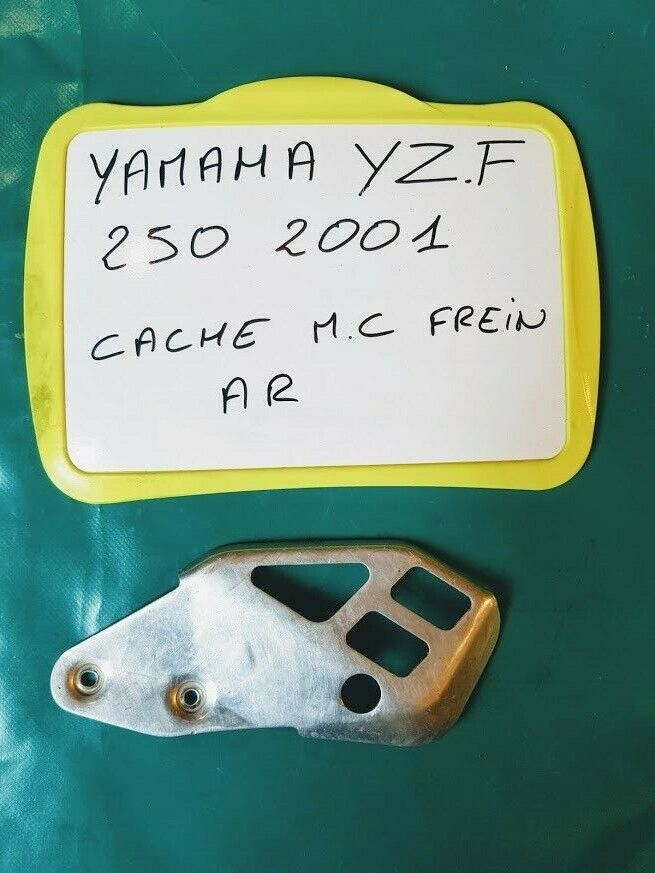 YAMAHA YZ.F
250 2001
CACHE M.C FREIN
AR